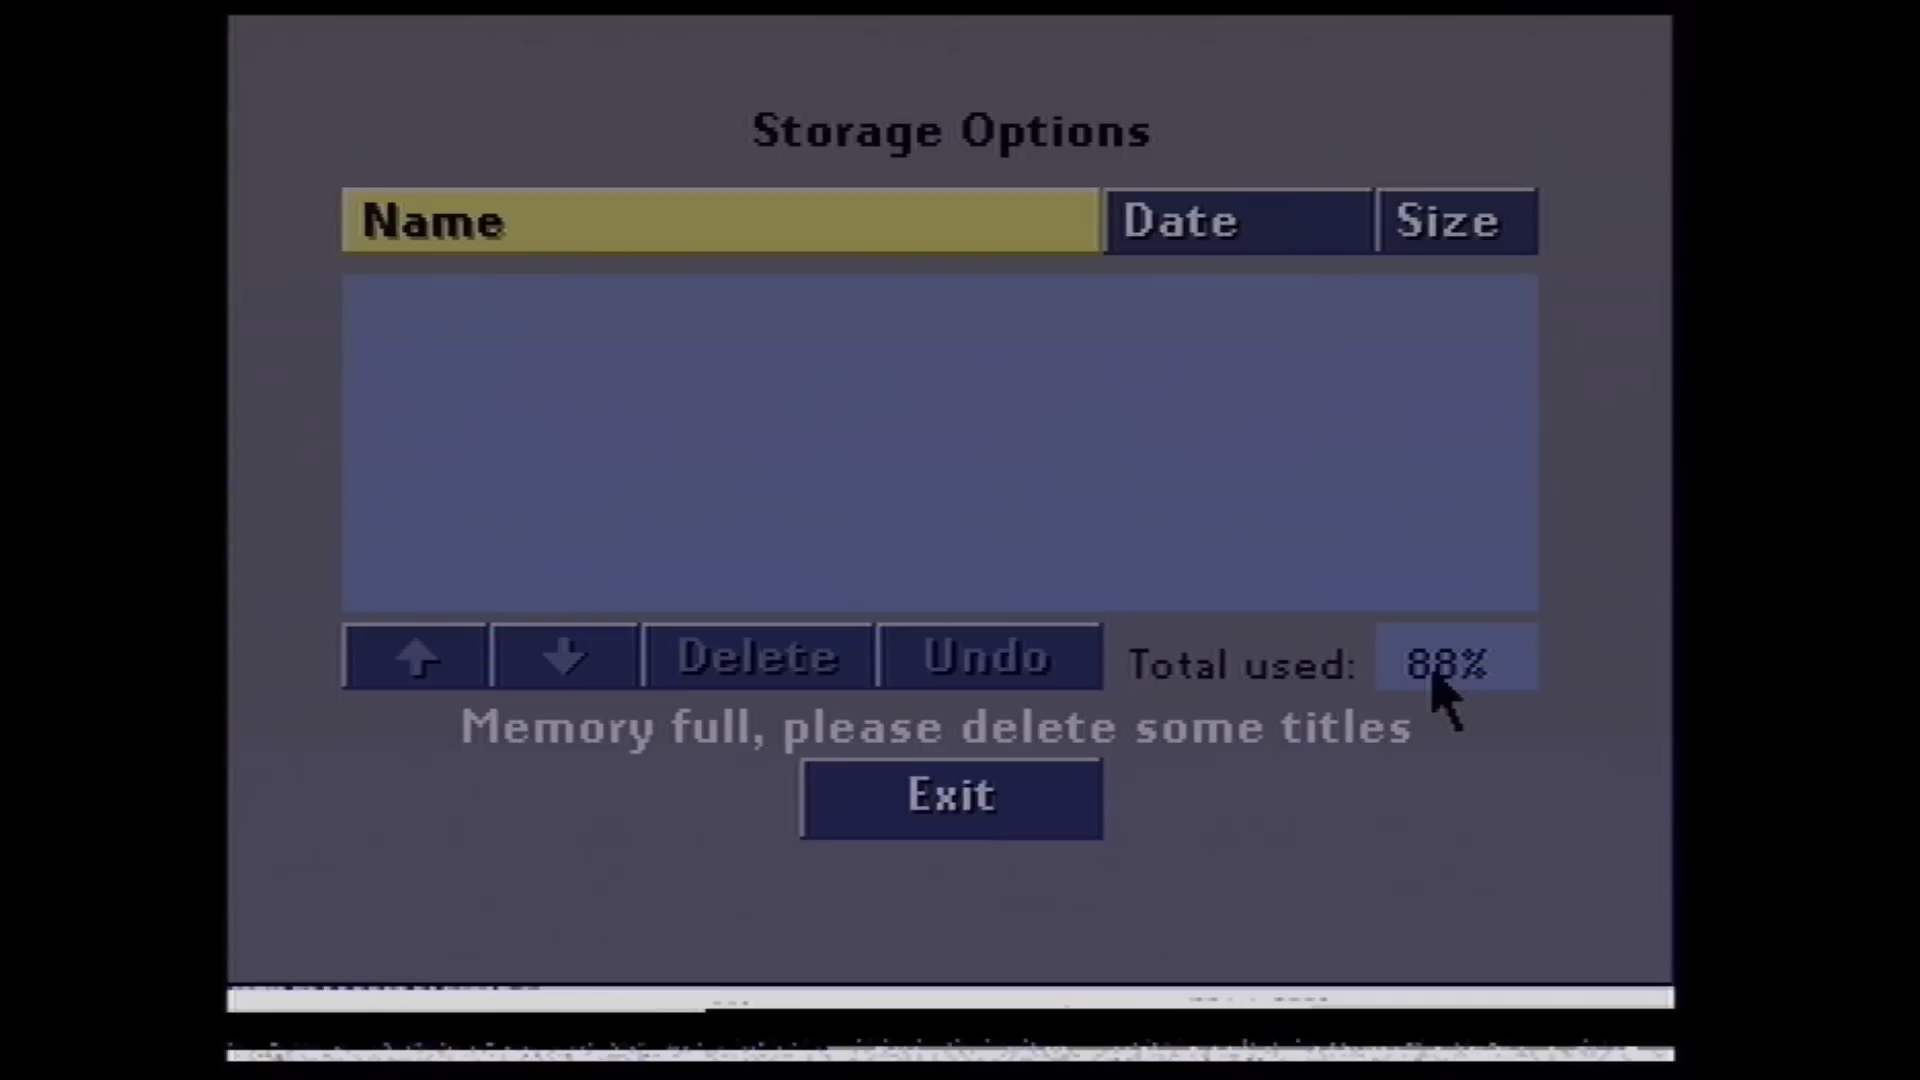 Storage Options
Name Date Size
Delete Undo Total used: 88%
Memory full, please delete some titles
Exit